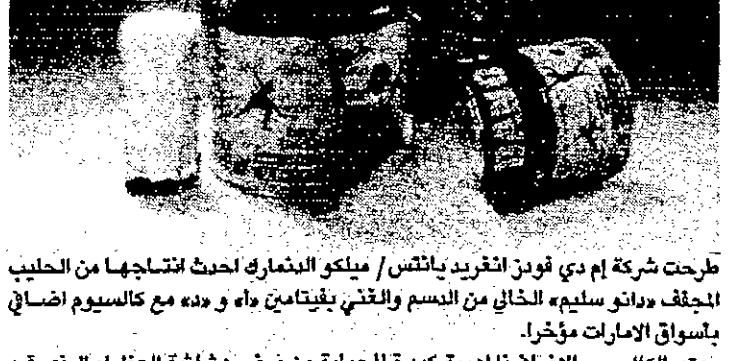 طرحت شركة إم دي فودز انغريد يانتس / ميلكو الدنمارك احدث انتاجها من الحليب
المجفف «دانو سليم» الخالي من الدسم والغني بفيتامين «أ» و «د» مع كالسيوم اضافي
بأسواق الامارات مؤخرا.